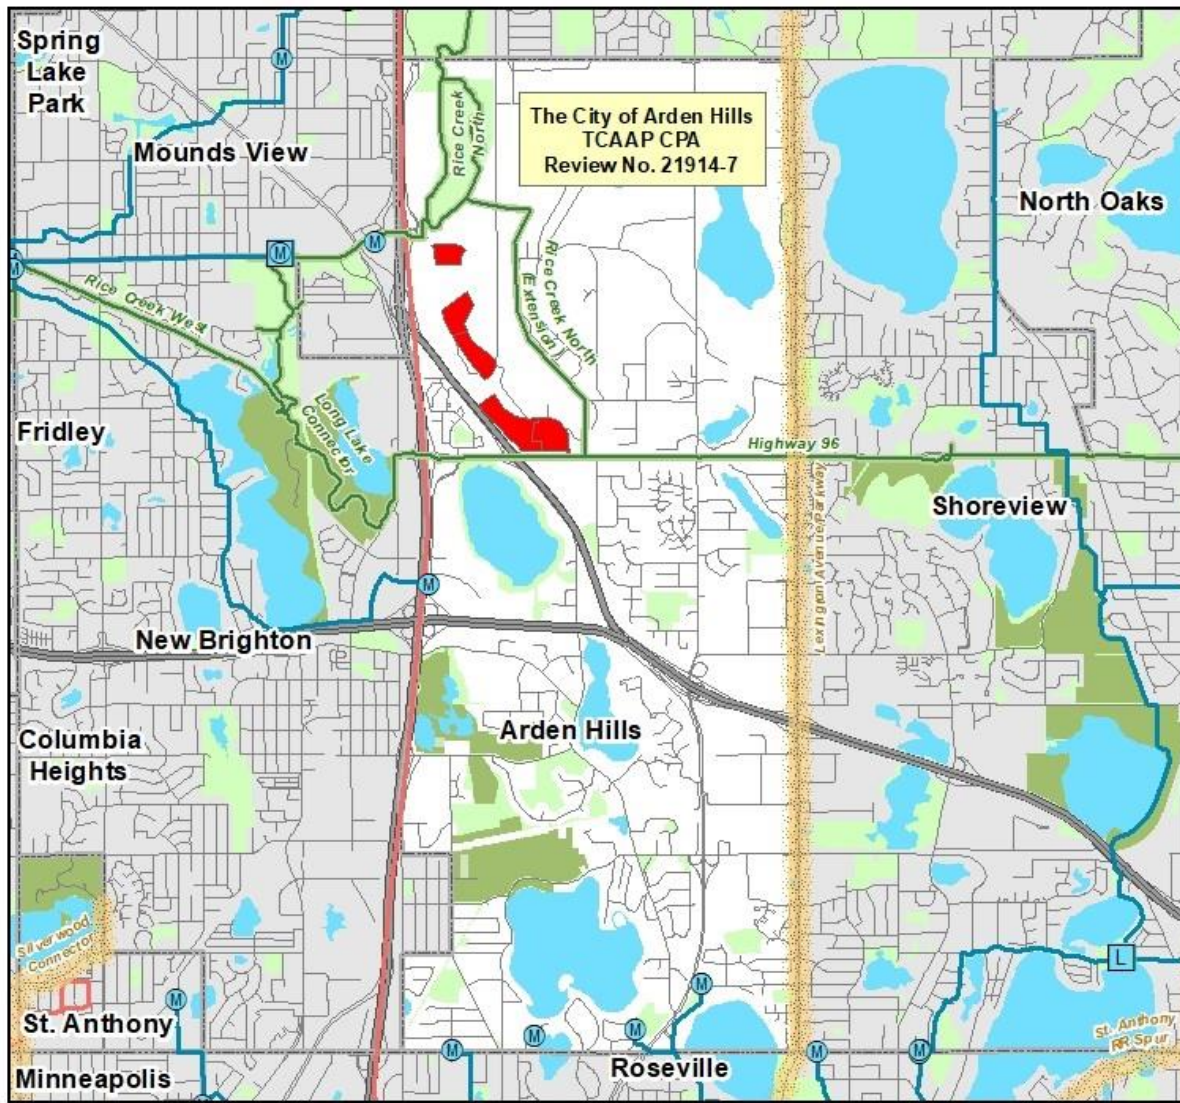 Spring
Lake
Park
M
The City of Arden Hills
TCAAP CPA
Review No. 21914-7
Rice Creek
North
Mounds View
North Oaks
M
M
M
Rice Creek West
Rice Creek North
(Extension)
Long Lake
Connector
Fridley
Highway 96
Shoreview
Lexington Avenue Parkway
M
New Brighton
Arden Hills
Columbia
Heights
Silverwood
Connector
L
M
M
St. Anthony
M
M
M
M
M
St. Anthony
RR Spur
Roseville
Minneapolis